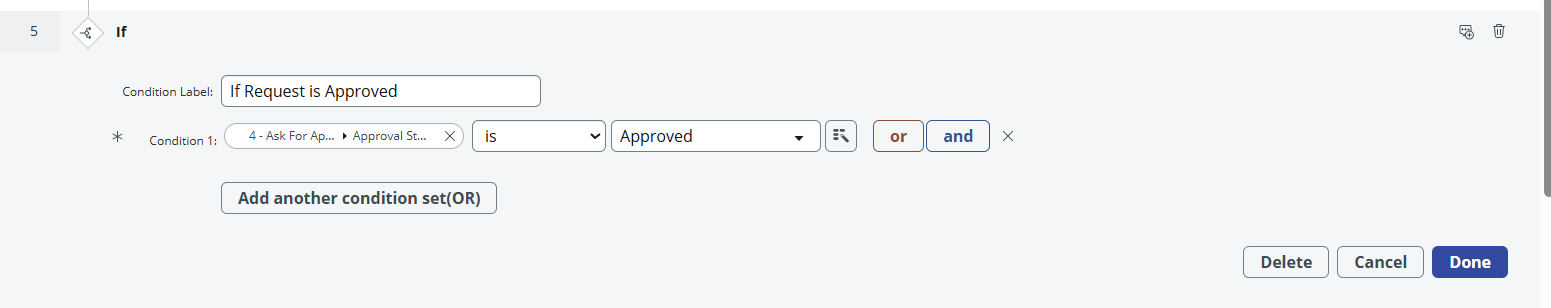 5 If
Condition Label: If Request is Approved
* Condition 1: 4 - Ask For Ap... Approval St... is Approved or and
Add another condition set(OR)
Delete Cancel Done